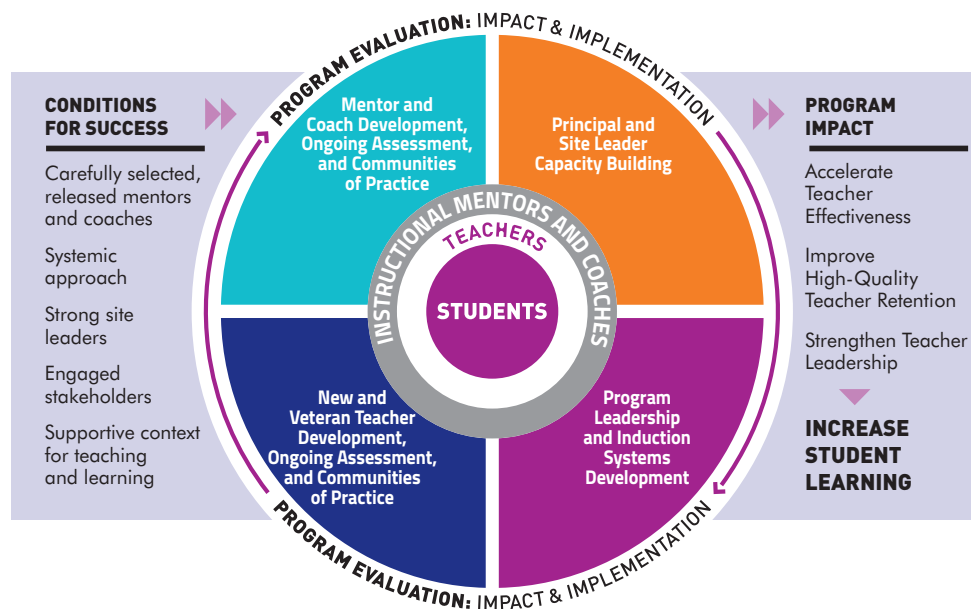 PROGRAM EVALUATION: IMPACT & IMPLEMENTATION
CONDITIONS
FOR SUCCESS
Carefully selected,
released mentors
and coaches
Systemic
approach
Strong site
leaders
Engaged
stakeholders
Supportive context
for teaching
and learning
Mentor and
Coach Development,
Ongoing Assessment,
and Communities
of Practice
Principal and
Site Leader
Capacity Building
INSTRUCTIONAL MENTORS AND COACHES
TEACHERS
STUDENTS
New and
Veteran Teacher
Development,
Ongoing Assessment,
and Communities
of Practice
Program
Leadership
and Induction
Systems
Development
PROGRAM
IMPACT
Accelerate
Teacher
Effectiveness
Improve
High-Quality
Teacher Retention
Strengthen Teacher
Leadership
INCREASE
STUDENT
LEARNING
PROGRAM EVALUATION: IMPACT & IMPLEMENTATION